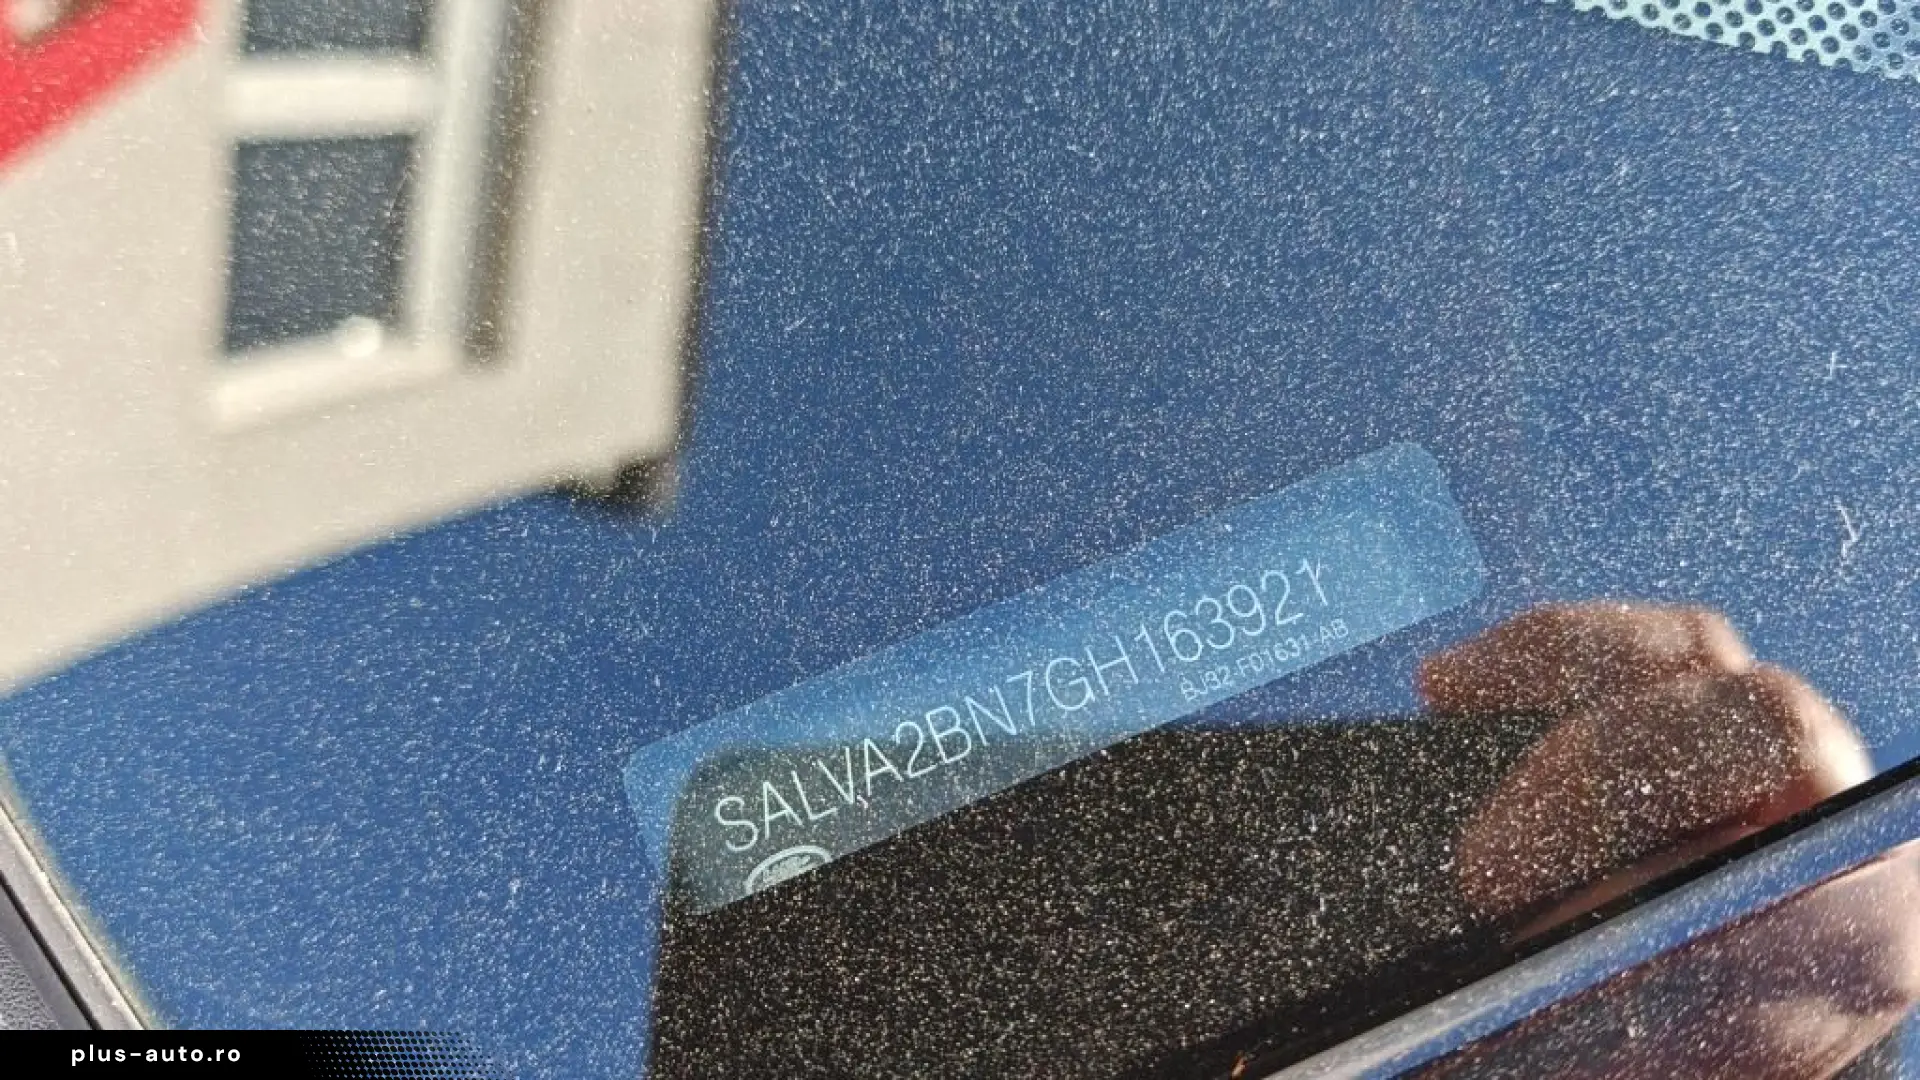 SALVA2BN7GH163921
BJ32-F01631-AB
plus-auto.ro